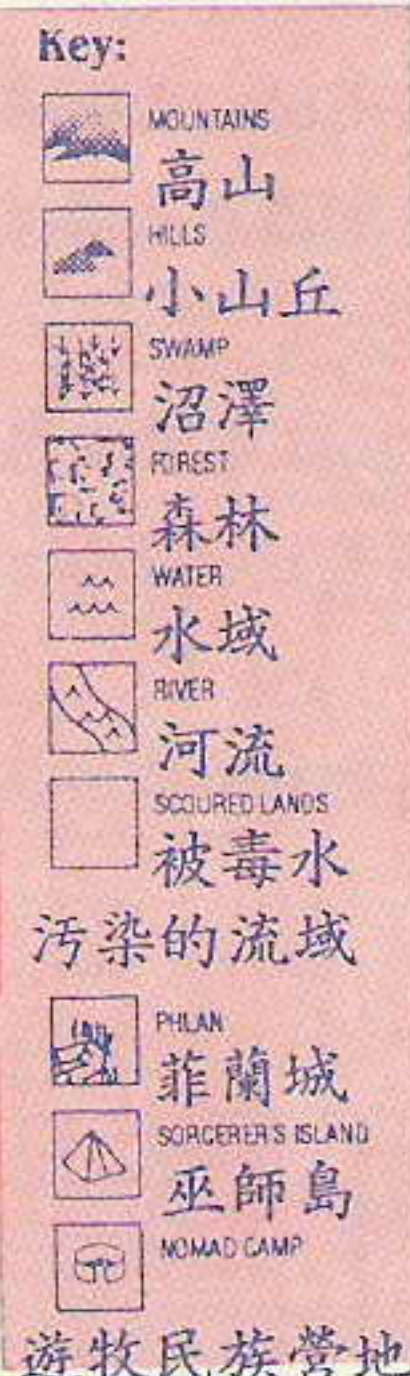 Key:
MOUNTAINS
高山
HILLS
小山丘
SWAMP
沼澤
FOREST
森林
WATER
水域
RIVER
河流
SCOURED LANDS
被毒水
汚染的流域
PHLAN
菲蘭城
SORCERER'S ISLAND
巫師島
NOMAD CAMP
遊牧民族營地